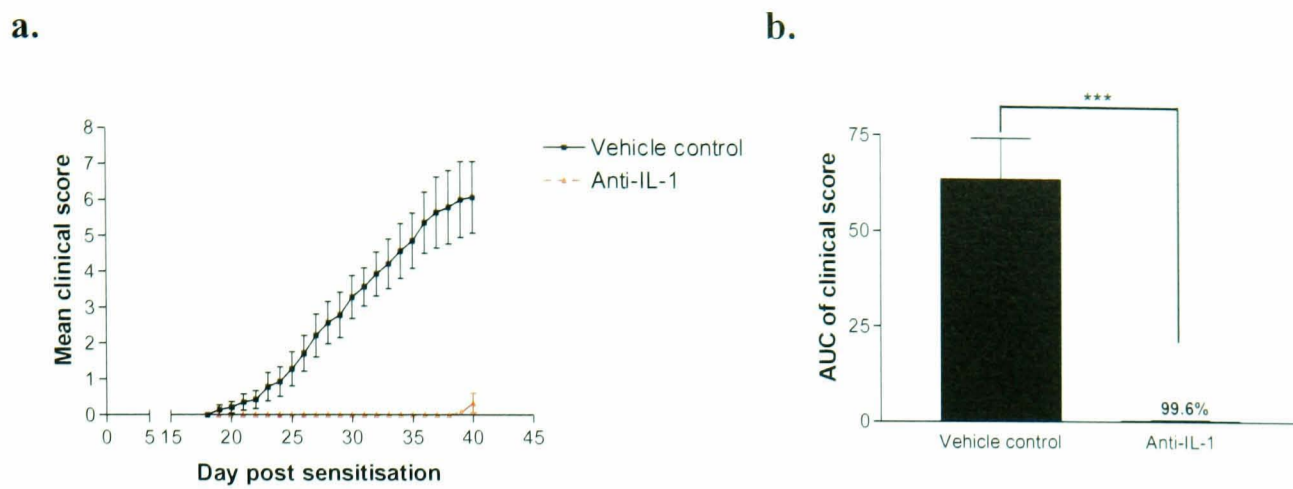 a.
8
7
6
5
4
3
2
1
0
Mean clinical score
0 5 15 20 25 30 35 40 45
Day post sensitisation
Vehicle control
Anti-IL-1
b.
***
75
50
25
0
AUC of clinical score
99.6%
Vehicle control Anti-IL-1